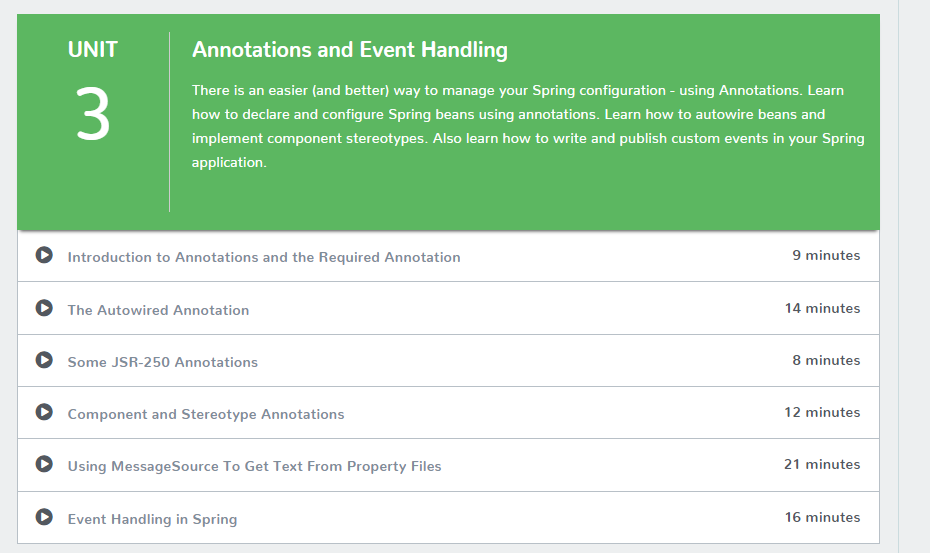 UNIT
3
Annotations and Event Handling
There is an easier (and better) way to manage your Spring configuration - using Annotations. Learn
how to declare and configure Spring beans using annotations. Learn how to autowire beans and
implement component stereotypes. Also learn how to write and publish custom events in your Spring
application.
Introduction to Annotations and the Required Annotation 9 minutes
The Autowired Annotation 14 minutes
Some JSR-250 Annotations 8 minutes
Component and Stereotype Annotations 12 minutes
Using MessageSource To Get Text From Property Files 21 minutes
Event Handling in Spring 16 minutes